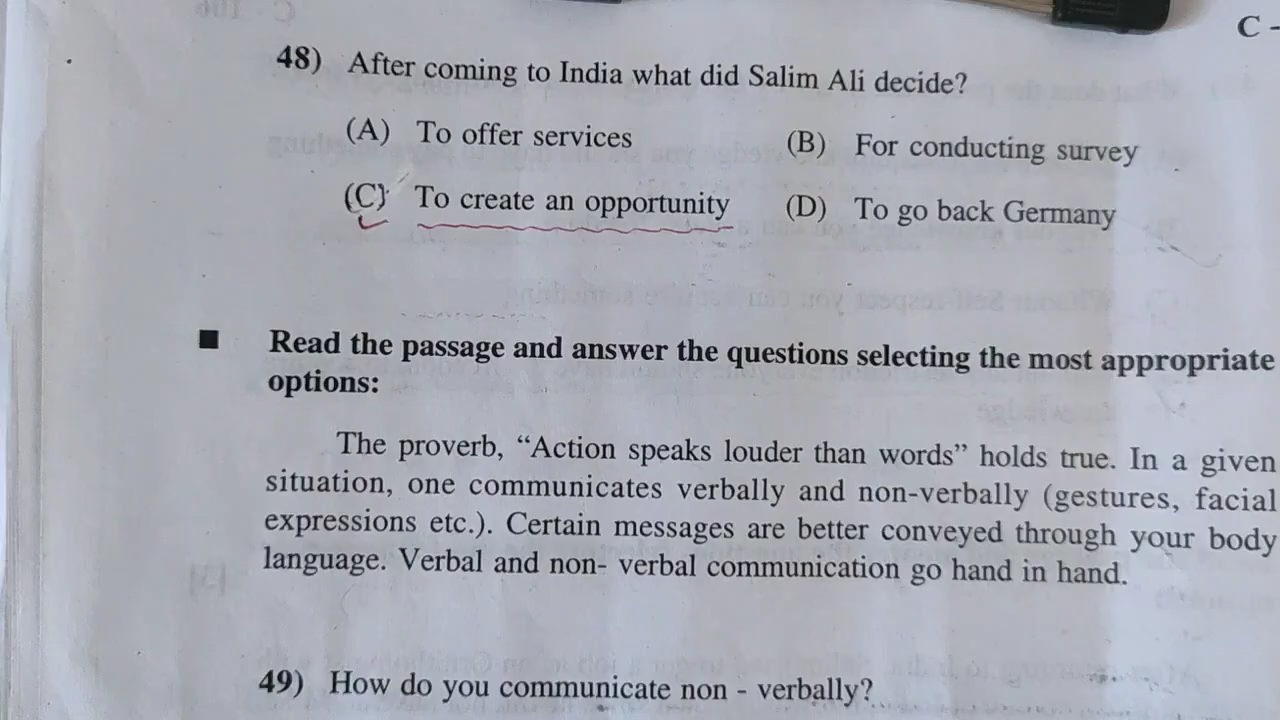 C -
48) After coming to India what did Salim Ali decide?
(A) To offer services (B) For conducting survey
(C) To create an opportunity (D) To go back Germany
■ Read the passage and answer the questions selecting the most appropriate
options:
The proverb, “Action speaks louder than words” holds true. In a given
situation, one communicates verbally and non-verbally (gestures, facial
expressions etc.). Certain messages are better conveyed through your body
language. Verbal and non- verbal communication go hand in hand.
49) How do you communicate non - verbally?